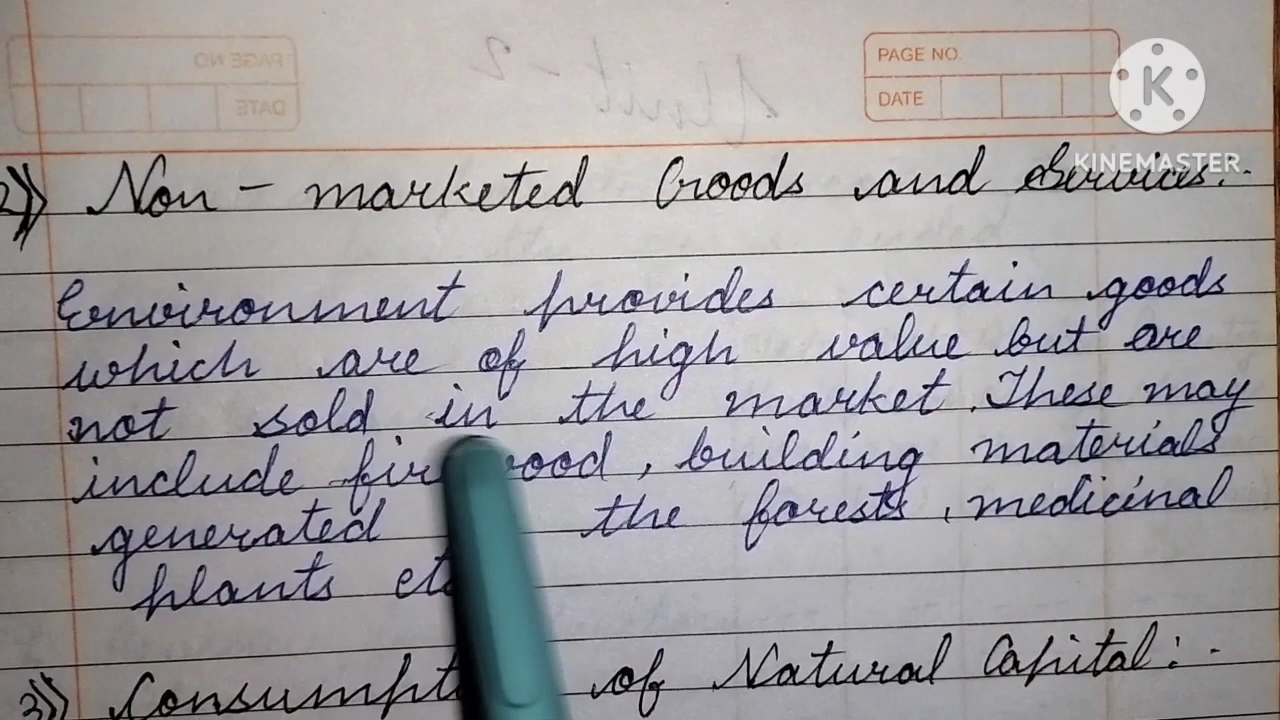 PAGE NO.
DATE
KINEMASTER
2) Non - marketed Goods and Services:-
Environment provides certain goods
which are of high value but are
not sold in the market. These may
include fir ood, building materials
generated the forests, medicinal
plants etc
3) Consumpt of Natural Capital:-